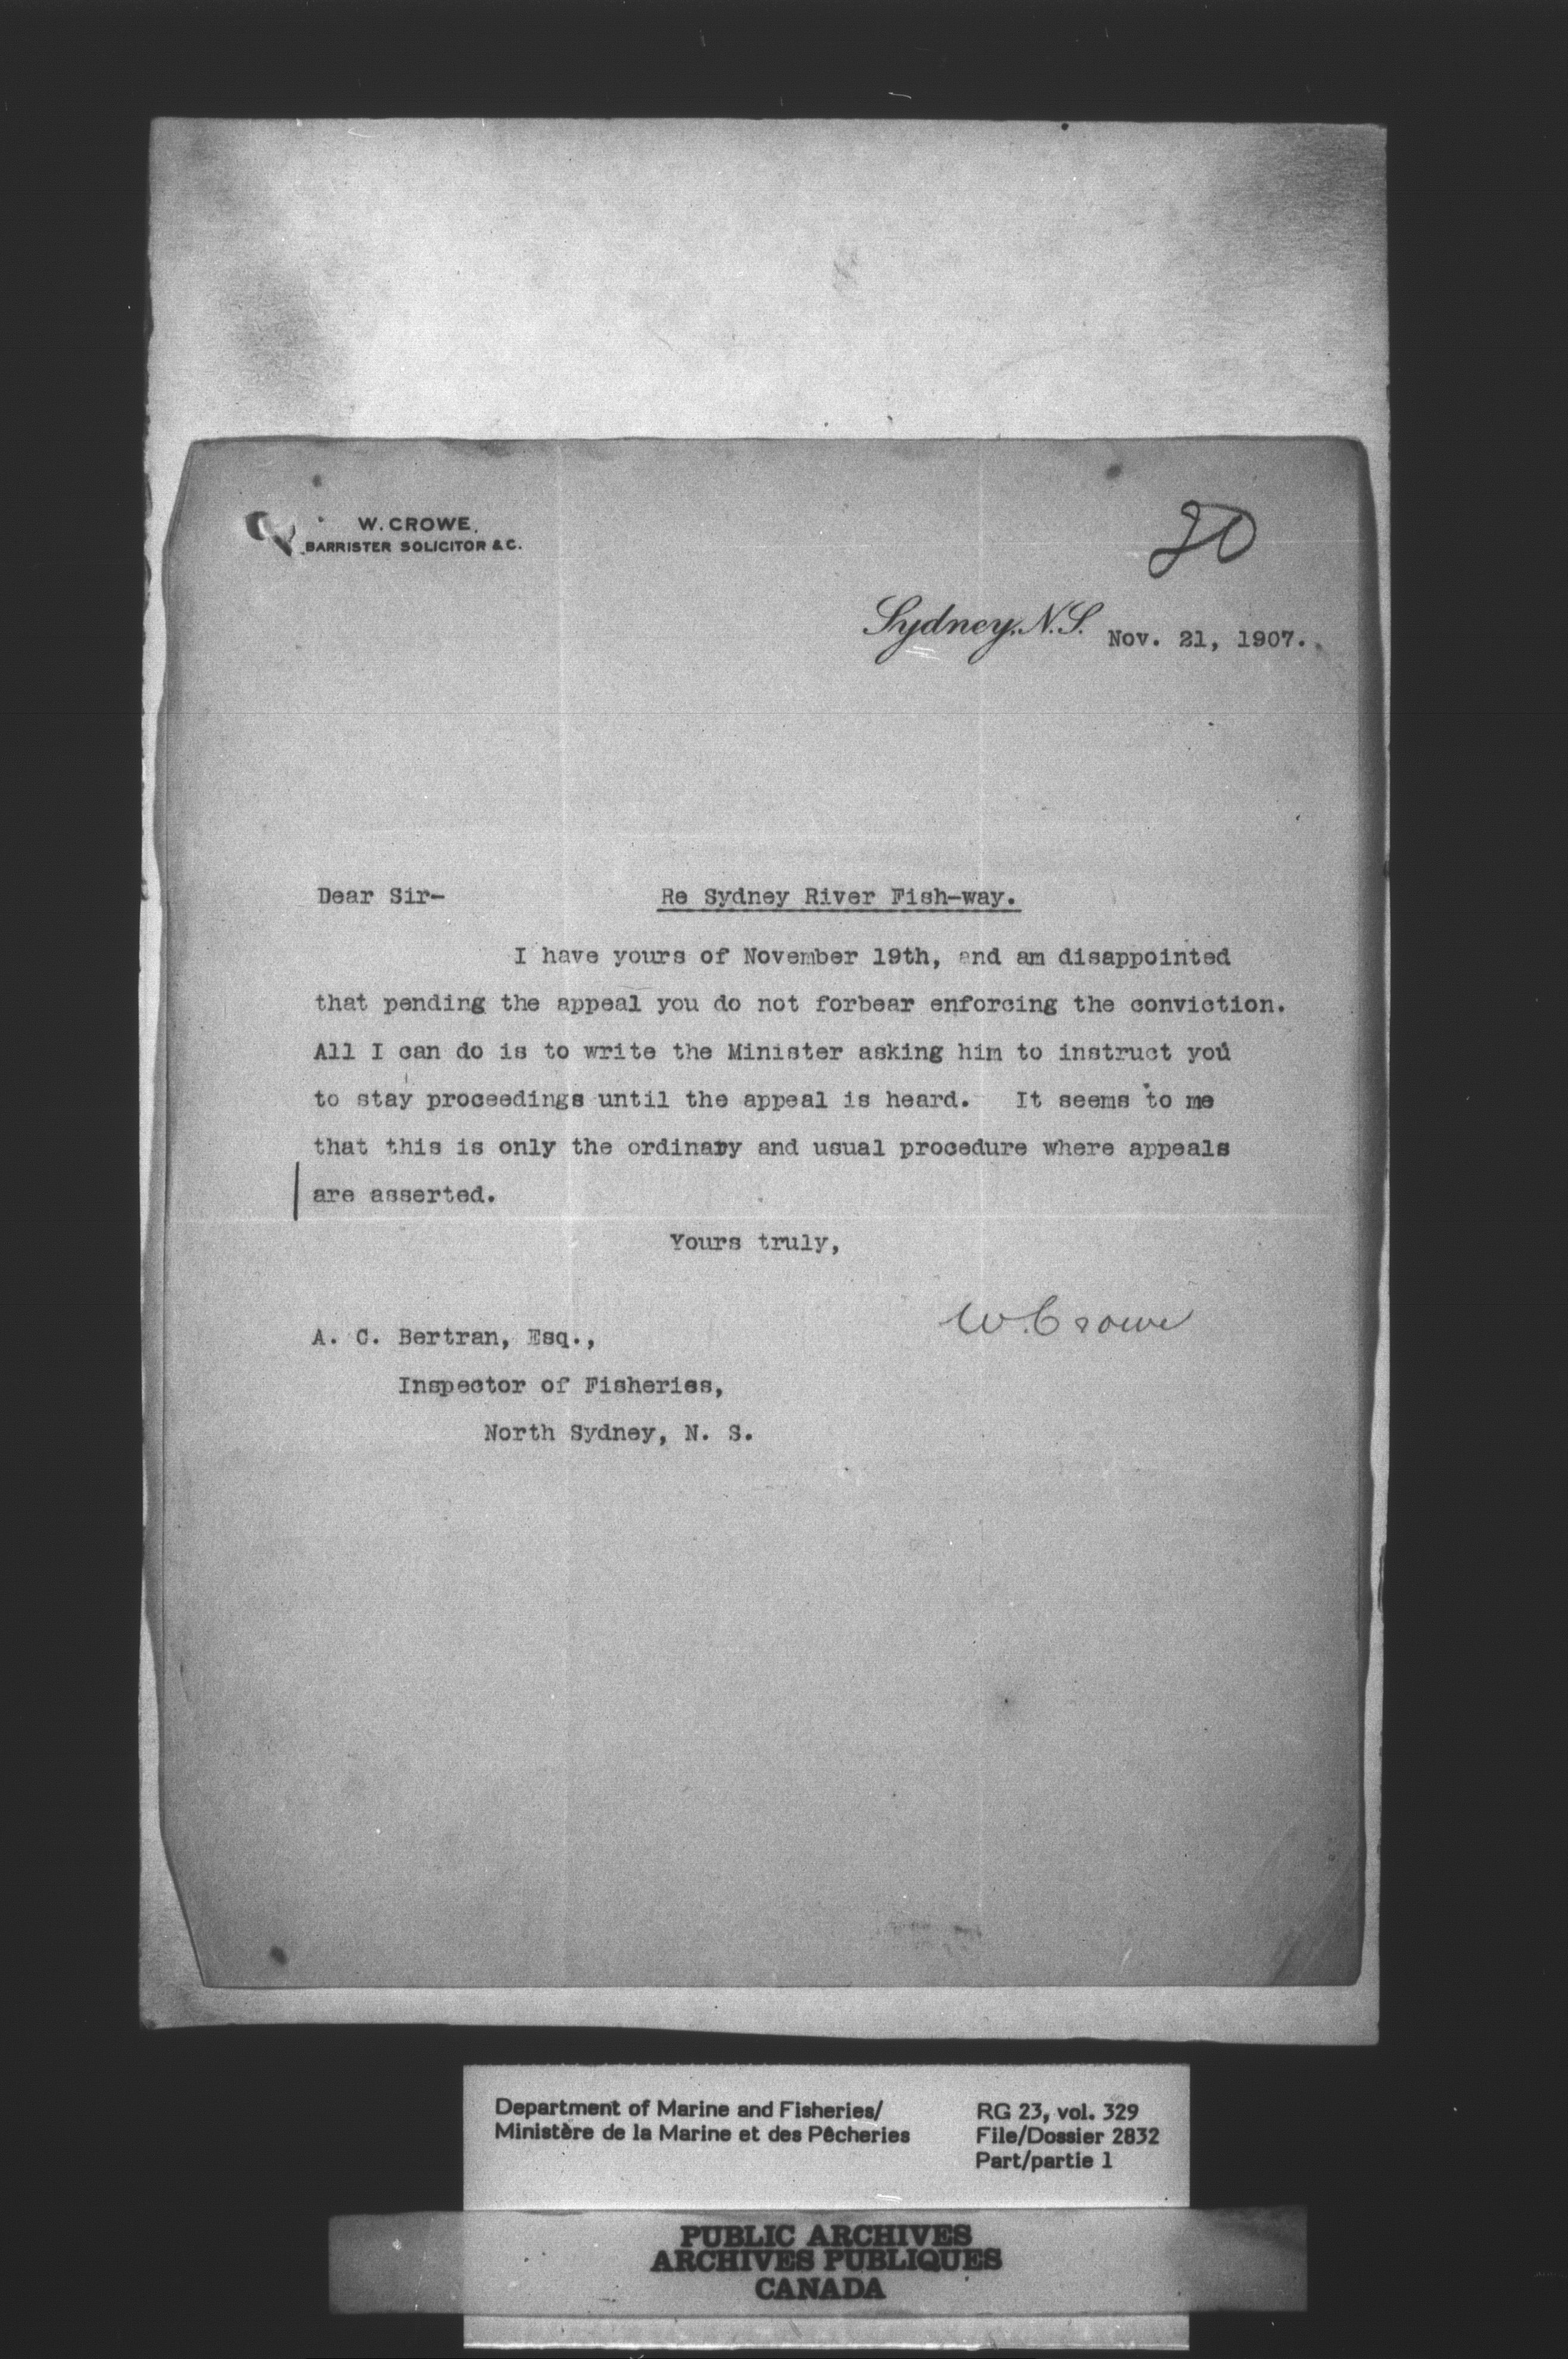 W. CROWE,
BARRISTER SOLICITOR & C.
20
Sydney, N.S. Nov. 21, 1907.
Dear Sir- Re Sydney River Fish-way.
I have yours of November 19th, and am disappointed
that pending the appeal you do not forbear enforcing the conviction.
All I can do is to write the Minister asking him to instruct you
to stay proceedings until the appeal is heard. It seems to me
that this is only the ordinary and usual procedure where appeals
are asserted.
Yours truly,
W. Crowe
A. C. Bertran, Esq.,
Inspector of Fisheries,
North Sydney, N. S.
Department of Marine and Fisheries/
Ministère de la Marine et des Pêcheries
RG 23, vol. 329
File/Dossier 2832
Part/partie 1
PUBLIC ARCHIVES
ARCHIVES PUBLIQUES
CANADA